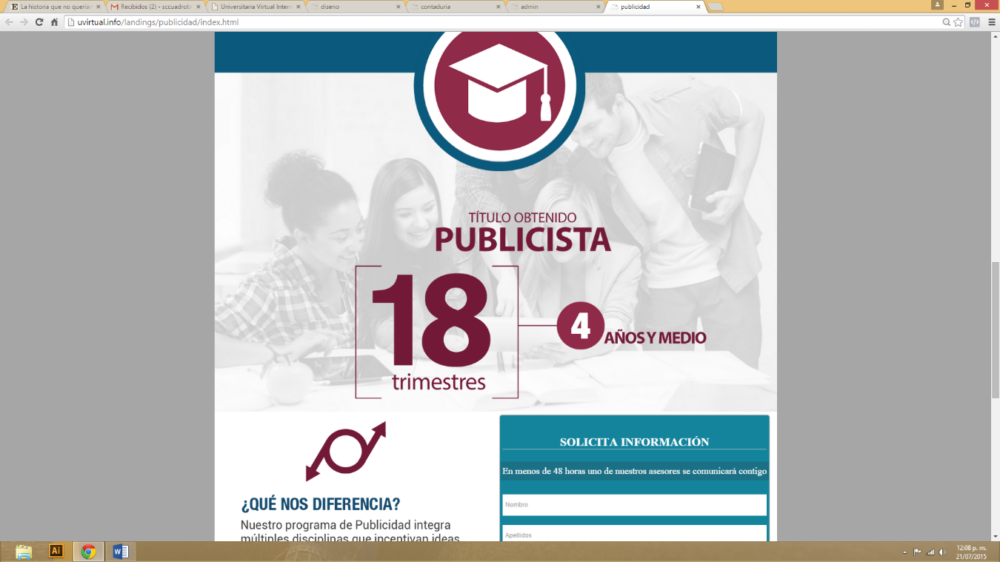 La historia que no querían
Recibidos (2) - sccuadrob
Universitaria Virtual Intern
diseno
contaduria
admin
publicidad
uvirtual.info/landings/publicidad/index.html
TÍTULO OBTENIDO
PUBLICISTA
18
trimestres
4 AÑOS Y MEDIO
SOLICITA INFORMACIÓN
En menos de 48 horas uno de nuestros asesores se comunicará contigo
Nombre
Apellidos
¿QUÉ NOS DIFERENCIA?
Nuestro programa de Publicidad integra
múltiples disciplinas que incentivan ideas
Ai
12:08 p. m.
21/07/2015